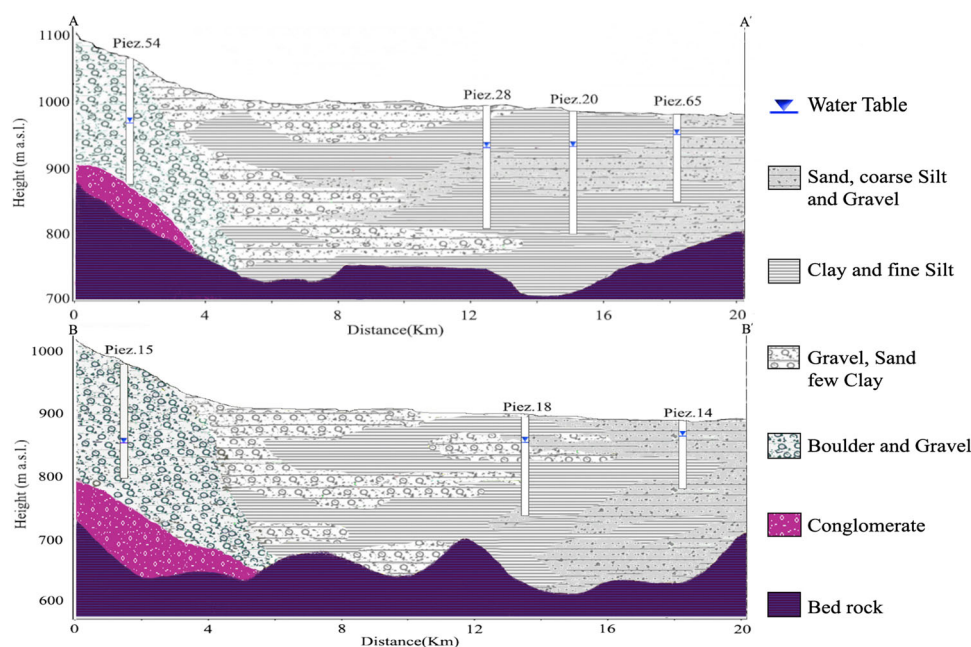 A
A'
Piez.54
Piez.28
Piez.20
Piez.65
1100
1000
900
800
700
Height (m a.s.l.)
0
4
8
12
16
20
Distance(Km)
B
B'
Piez.15
Piez.18
Piez.14
1000
900
800
700
600
Height (m a.s.l.)
0
4
8
12
16
20
Distance(Km)
Water Table
Sand, coarse Silt
and Gravel
Clay and fine Silt
Gravel, Sand
few Clay
Boulder and Gravel
Conglomerate
Bed rock